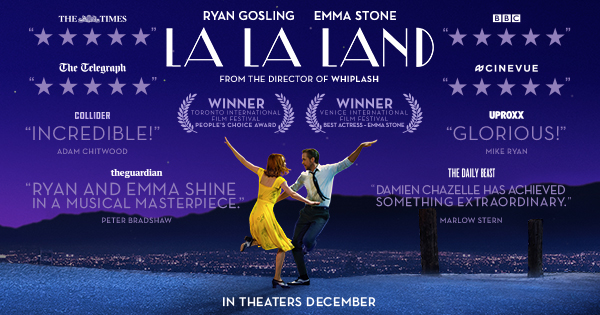 RYAN GOSLING EMMA STONE
LA LA LAND
FROM THE DIRECTOR OF WHIPLASH
THE TIMES
“★★★★★”
The Telegraph
“★★★★★”
COLLIDER
“INCREDIBLE!”
ADAM CHITWOOD
theguardian
“RYAN AND EMMA SHINE
IN A MUSICAL MASTERPIECE.”
PETER BRADSHAW
WINNER
TORONTO INTERNATIONAL
FILM FESTIVAL
PEOPLE'S CHOICE AWARD
WINNER
VENICE INTERNATIONAL
FILM FESTIVAL
BEST ACTRESS - EMMA STONE
BBC
“★★★★★”
CINEVUE
“★★★★★”
UPROXX
“GLORIOUS!”
MIKE RYAN
THE DAILY BEAST
“DAMIEN CHAZELLE HAS ACHIEVED
SOMETHING EXTRAORDINARY.”
MARLOW STERN
IN THEATERS DECEMBER